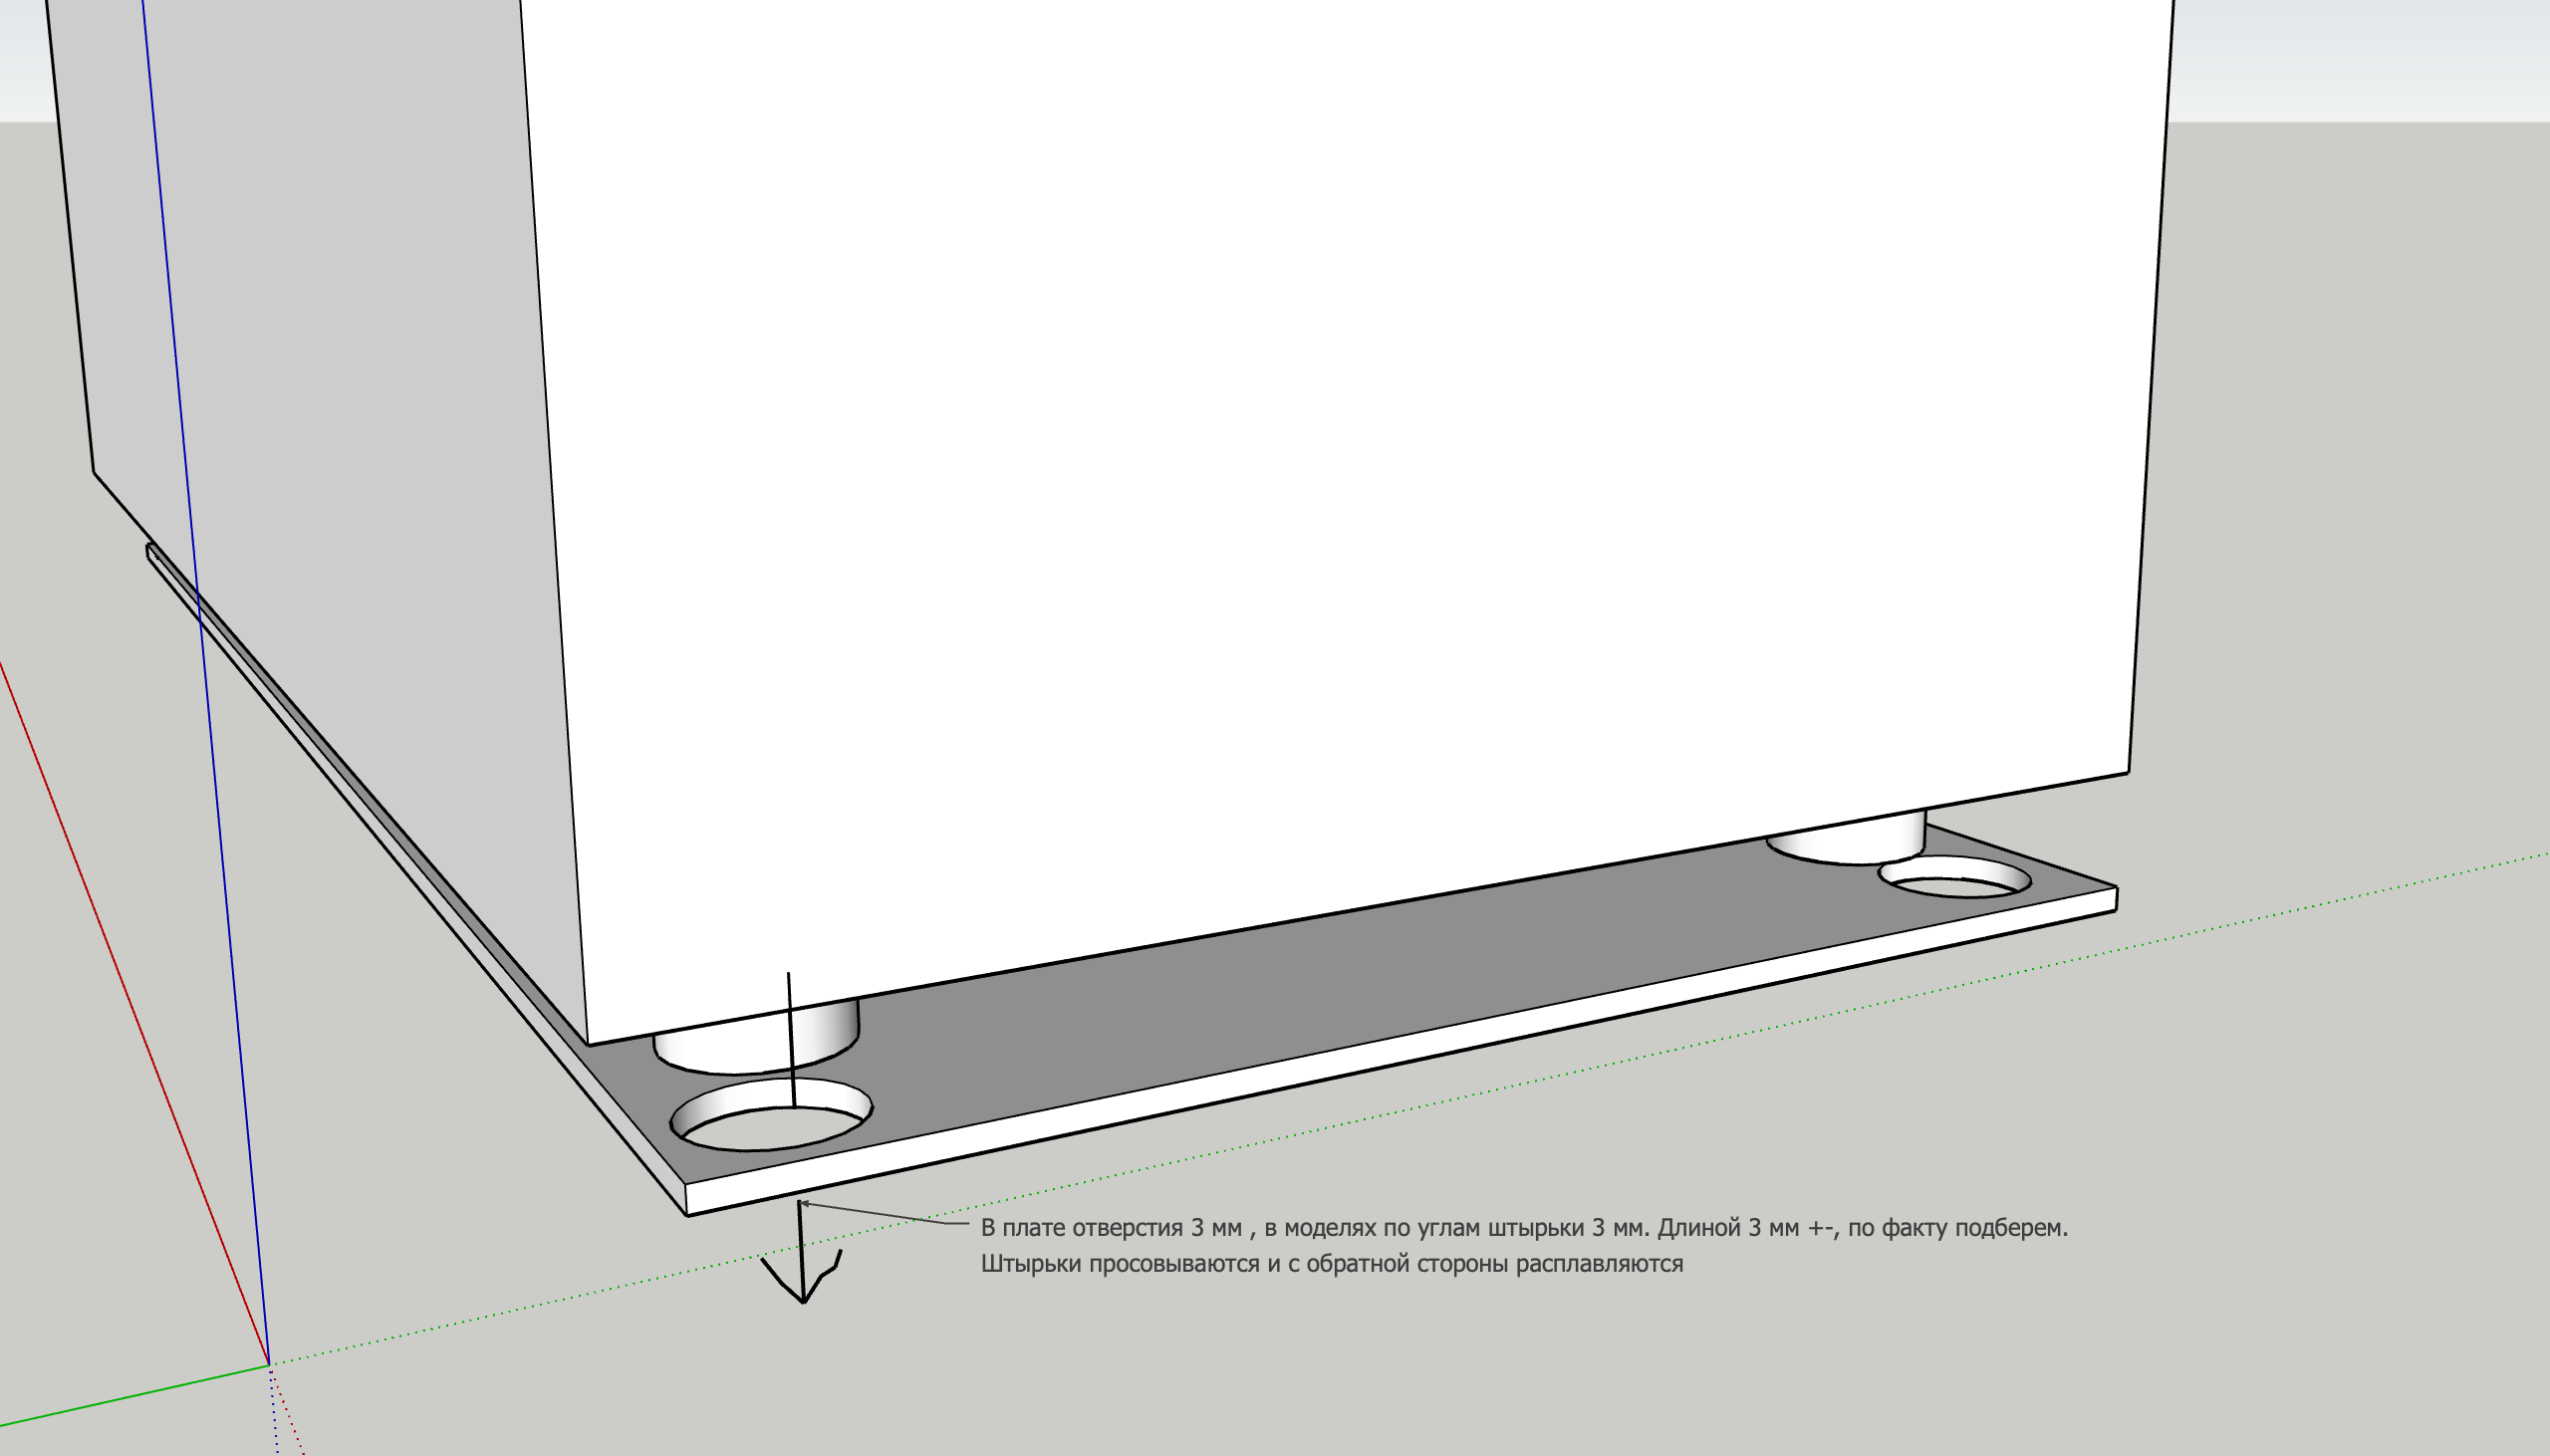 В плате отверстия 3 мм , в моделях по углам штырьки 3 мм. Длиной 3 мм +-, по факту подберем.
Штырьки просовываются и с обратной стороны расплавляются